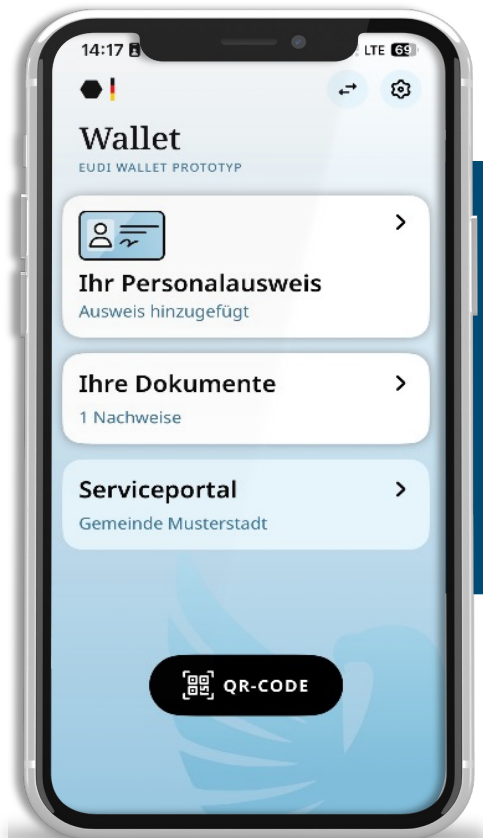 14:17
LTE 69
Wallet
EUDI WALLET PROTOTYP
Ihr Personalausweis
Ausweis hinzugefügt
Ihre Dokumente
1 Nachweise
Serviceportal
Gemeinde Musterstadt
QR-CODE